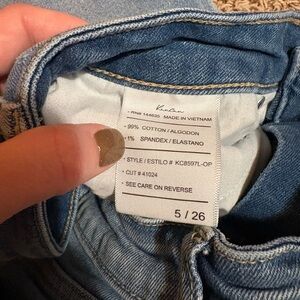 KanCan
- RN# 144635 MADE IN VIETNAM
- 99% COTTON / ALGODON
- 1% SPANDEX / ELASTANO
- STYLE / ESTILO # KC8597L-OP
- CUT # 41024
- SEE CARE ON REVERSE
5 / 26